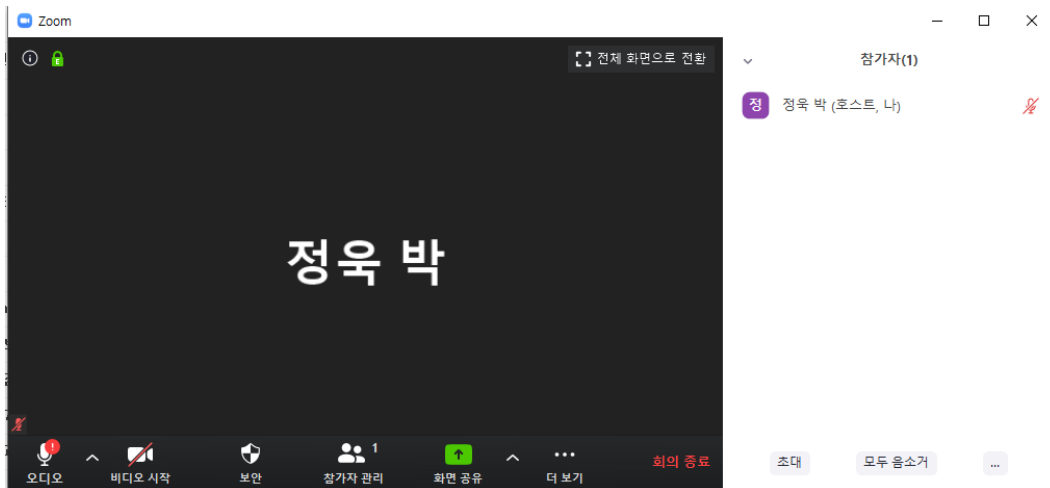 Zoom
전체 화면으로 전환
참가자(1)
정 정욱 박 (호스트, 나)
정욱 박
오디오
비디오 시작
보안
참가자 관리 1
화면 공유
더 보기
회의 종료
초대
모두 음소거
...